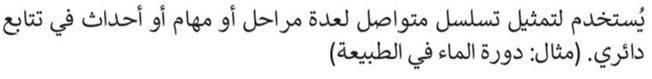 يُستخدم لتمثيل تسلسل متواصل لعدة مراحل أو مهام أو أحداث في تتابع
دائري. (مثال: دورة الماء في الطبيعة)